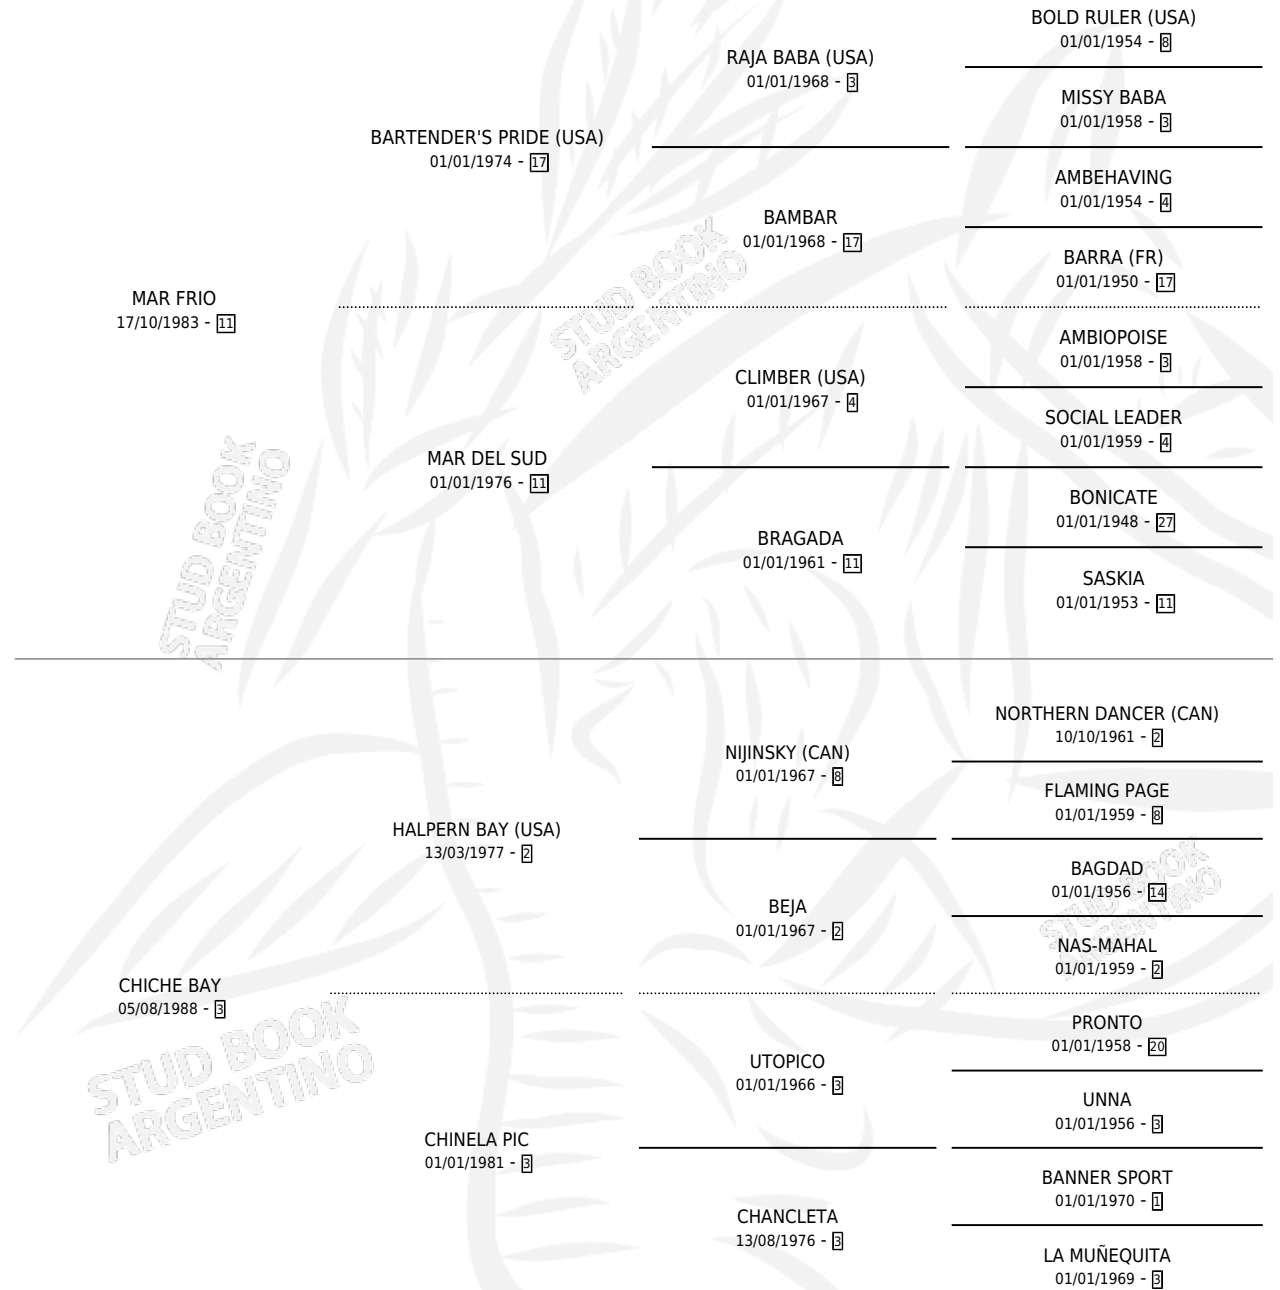 BOLD RULER (USA)
01/01/1954 - 8
RAJA BABA (USA)
01/01/1968 - 3
MISSY BABA
01/01/1958 - 3
BARTENDER'S PRIDE (USA)
01/01/1974 - 17
AMBEHAVING
01/01/1954 - 4
BAMBAR
01/01/1968 - 17
BARRA (FR)
01/01/1950 - 17
MAR FRIO
17/10/1983 - 11
AMBIOPOISE
01/01/1958 - 3
CLIMBER (USA)
01/01/1967 - 4
SOCIAL LEADER
01/01/1959 - 4
MAR DEL SUD
01/01/1976 - 11
BONICATE
01/01/1948 - 27
BRAGADA
01/01/1961 - 11
SASKIA
01/01/1953 - 11
NORTHERN DANCER (CAN)
10/10/1961 - 2
NIJINSKY (CAN)
01/01/1967 - 8
FLAMING PAGE
01/01/1959 - 8
HALPERN BAY (USA)
13/03/1977 - 2
BAGDAD
01/01/1956 - 14
BEJA
01/01/1967 - 2
NAS-MAHAL
01/01/1959 - 2
CHICHE BAY
05/08/1988 - 3
PRONTO
01/01/1958 - 20
UTOPICO
01/01/1966 - 3
UNNA
01/01/1956 - 3
CHINELA PIC
01/01/1981 - 3
BANNER SPORT
01/01/1970 - 1
CHANCLETA
13/08/1976 - 3
LA MUÑEQUITA
01/01/1969 - 3
STUD BOOK
ARGENTINO
STUD BOOK
ARGENTINO
STUD BOOK
ARGENTINO
STUD BOOK
ARGENTINO